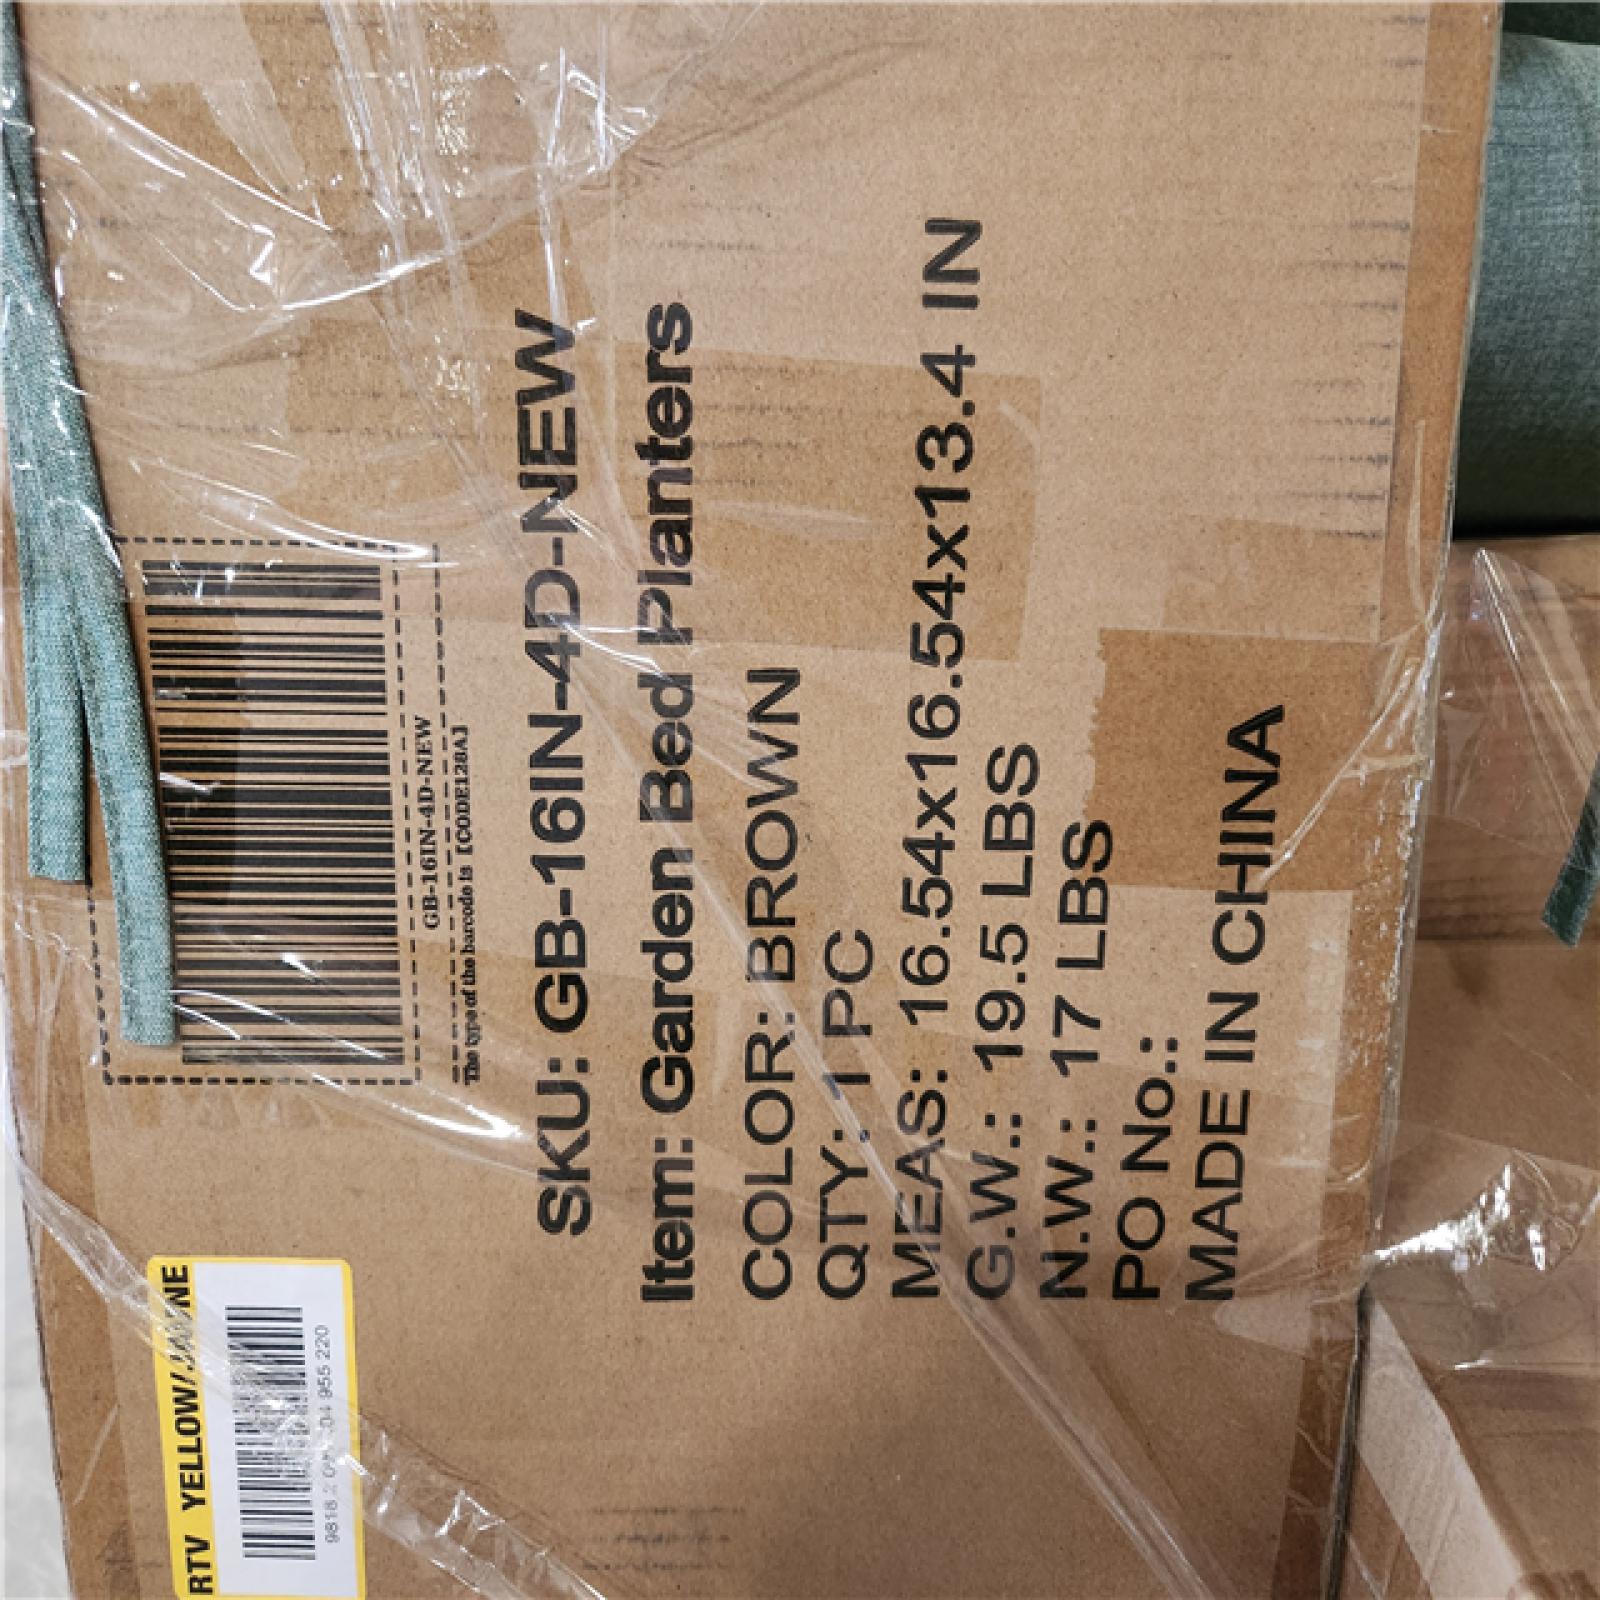 GB-16IN-4D-NEW
The type of the barcode is [CODE128A]
SKU: GB-16IN-4D-NEW
Item: Garden Bed Planters
COLOR: BROWN
QTY: 1 PC
MEAS: 16.54x16.54x13.4 IN
G.W.: 19.5 LBS
N.W.: 17 LBS
PO No.:
MADE IN CHINA
RTV YELLOW/
955 220